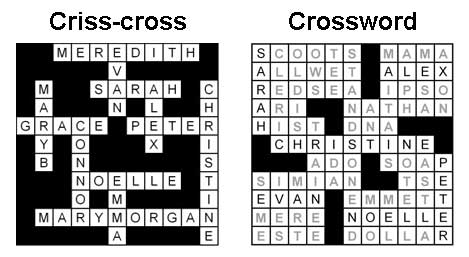 Criss-cross
Crossword
MEREDITH
V
M A SARAH C
A N L H
GRACE PETER
Y O X I
B N S
NOELLE T
O M I
MARYMORGAN
A E
SCOOTS MAMA
ALLWET ALEX
REDSEA IPSO
ARI NATHAN
HIST DNA
CHRISTINE
ADO SOAP
SIMIAN TSE
EVAN EMMETT
MERE NOELLE
ESTE DOLLAR